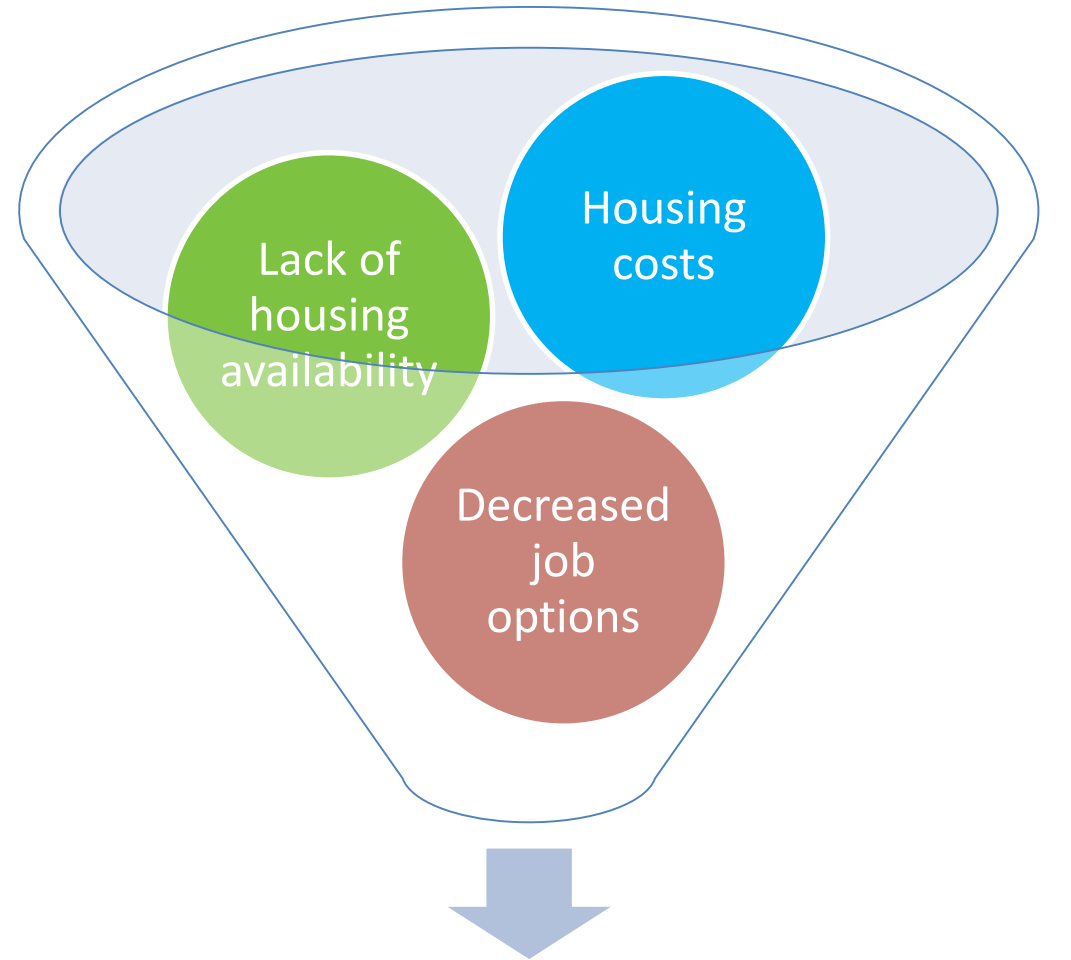 Lack of
housing
availability
Housing
costs
Decreased
job
options